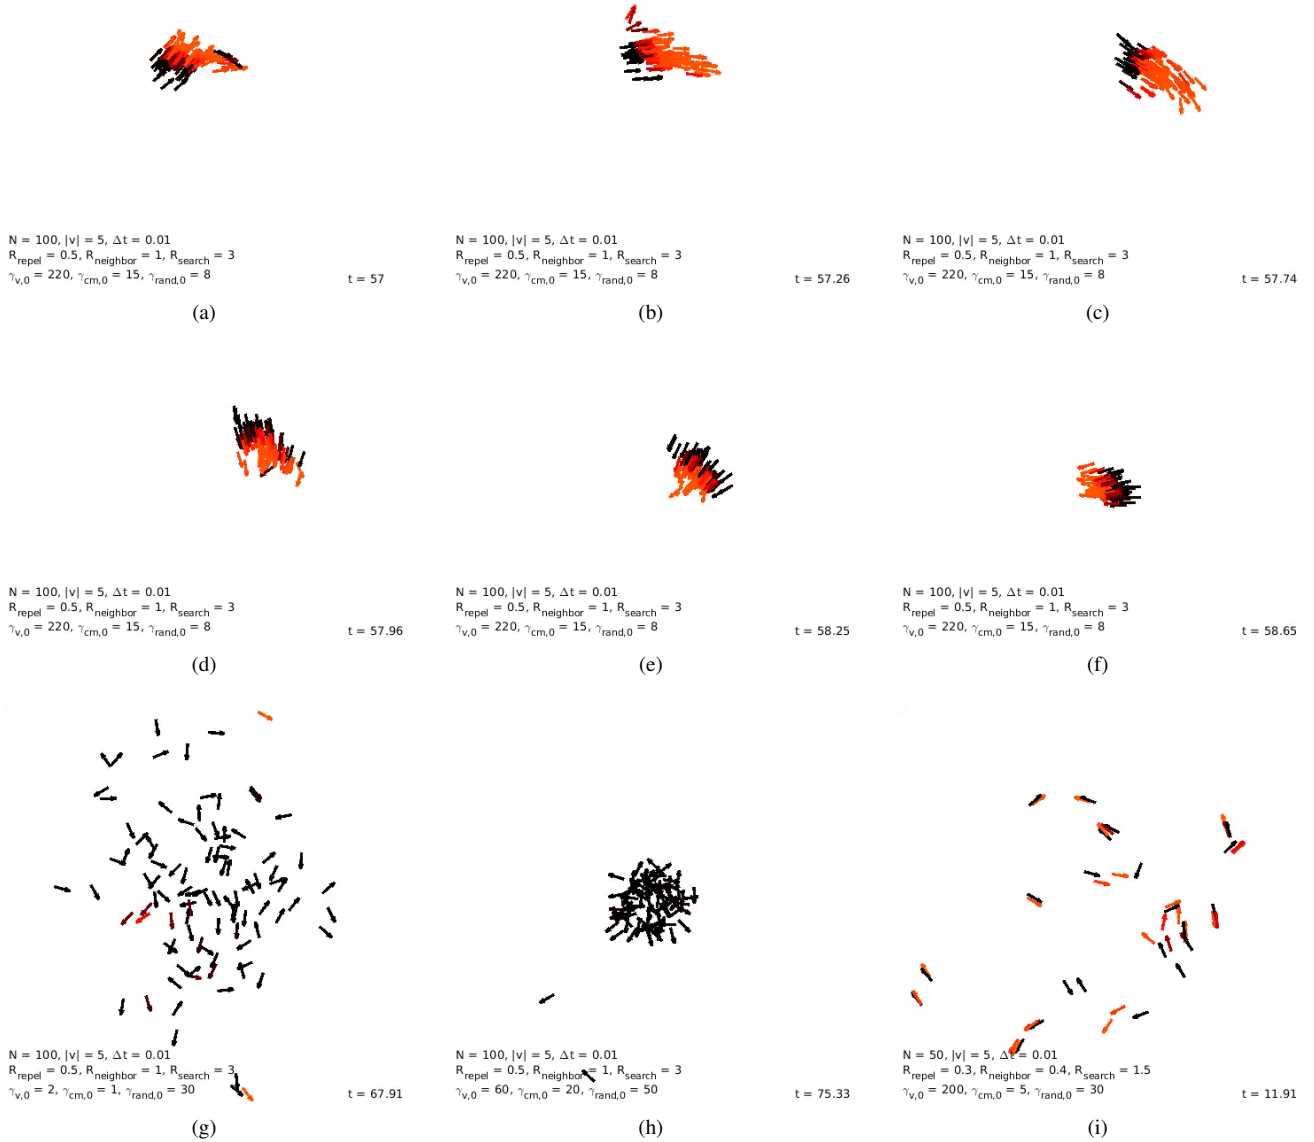 N = 100, |v| = 5, Δt = 0.01
R_repel = 0.5, R_neighbor = 1, R_search = 3
γ_v,0 = 220, γ_cm,0 = 15, γ_rand,0 = 8
t = 57
(a)
N = 100, |v| = 5, Δt = 0.01
R_repel = 0.5, R_neighbor = 1, R_search = 3
γ_v,0 = 220, γ_cm,0 = 15, γ_rand,0 = 8
t = 57.26
(b)
N = 100, |v| = 5, Δt = 0.01
R_repel = 0.5, R_neighbor = 1, R_search = 3
γ_v,0 = 220, γ_cm,0 = 15, γ_rand,0 = 8
t = 57.74
(c)
N = 100, |v| = 5, Δt = 0.01
R_repel = 0.5, R_neighbor = 1, R_search = 3
γ_v,0 = 220, γ_cm,0 = 15, γ_rand,0 = 8
t = 57.96
(d)
N = 100, |v| = 5, Δt = 0.01
R_repel = 0.5, R_neighbor = 1, R_search = 3
γ_v,0 = 220, γ_cm,0 = 15, γ_rand,0 = 8
t = 58.25
(e)
N = 100, |v| = 5, Δt = 0.01
R_repel = 0.5, R_neighbor = 1, R_search = 3
γ_v,0 = 220, γ_cm,0 = 15, γ_rand,0 = 8
t = 58.65
(f)
N = 100, |v| = 5, Δt = 0.01
R_repel = 0.5, R_neighbor = 1, R_search = 3
γ_v,0 = 2, γ_cm,0 = 1, γ_rand,0 = 30
t = 67.91
(g)
N = 100, |v| = 5, Δt = 0.01
R_repel = 0.5, R_neighbor = 1, R_search = 3
γ_v,0 = 60, γ_cm,0 = 20, γ_rand,0 = 50
t = 75.33
(h)
N = 50, |v| = 5, Δt = 0.01
R_repel = 0.3, R_neighbor = 0.4, R_search = 1.5
γ_v,0 = 200, γ_cm,0 = 5, γ_rand,0 = 30
t = 11.91
(i)